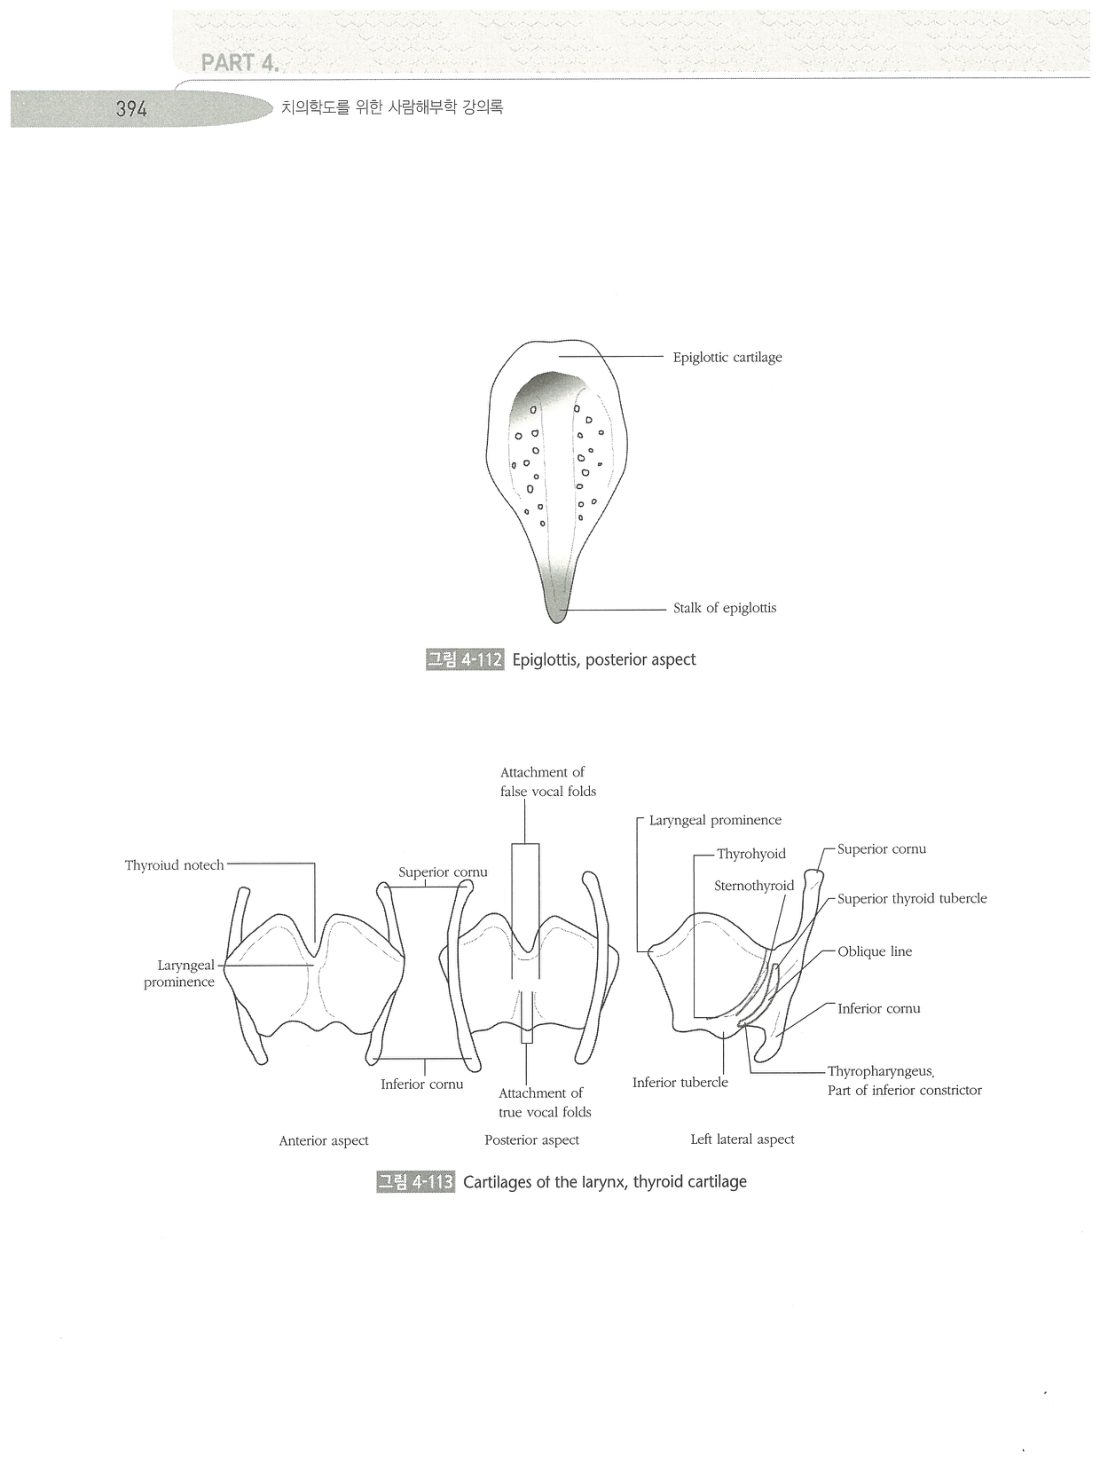 PART 4.
394
치의학도를 위한 사람해부학 강의록
Epiglottic cartilage
Stalk of epiglottis
그림 4-112 Epiglottis, posterior aspect
Attachment of
false vocal folds
Laryngeal prominence
Thyroiud notech
Superior cornu
Thyrohyoid
Superior cornu
Sternothyroid
Superior thyroid tubercle
Laryngeal
prominence
Oblique line
Inferior cornu
Inferior cornu
Attachment of
true vocal folds
Inferior tubercle
Thyropharyngeus,
Part of inferior constrictor
Anterior aspect
Posterior aspect
Left lateral aspect
그림 4-113 Cartilages of the larynx, thyroid cartilage